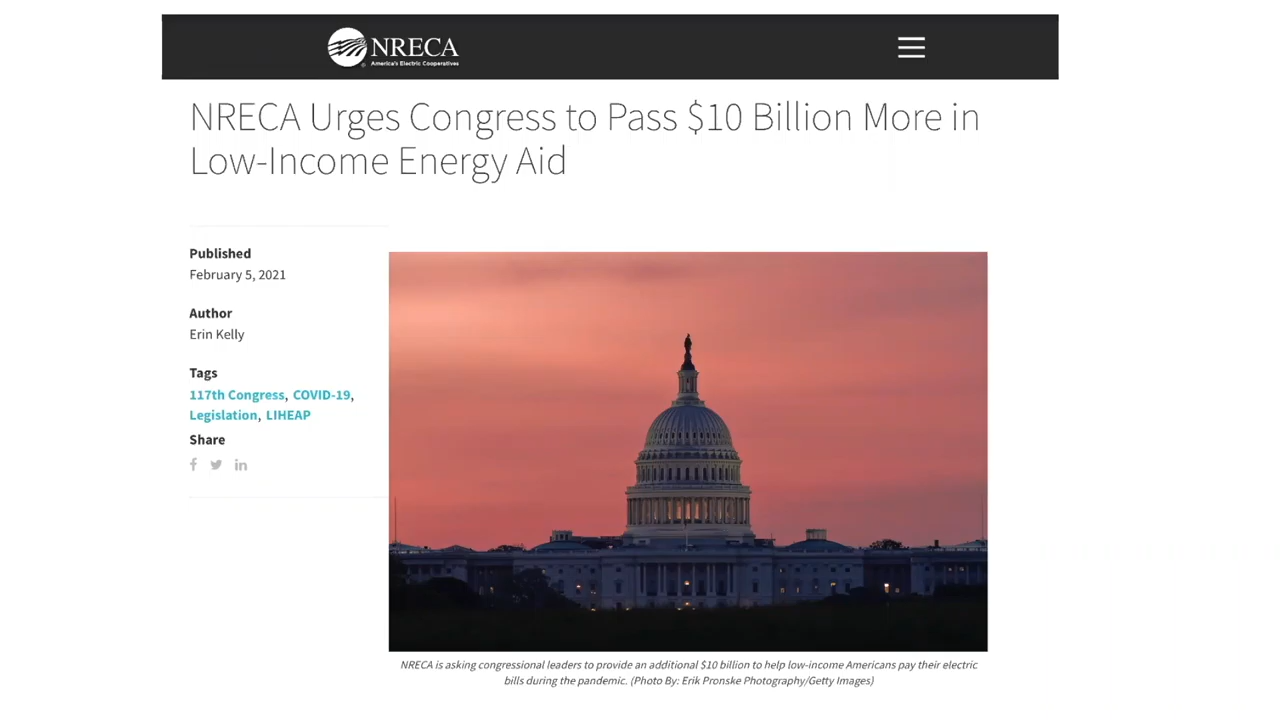 NRECA
America's Electric Cooperatives
NRECA Urges Congress to Pass $10 Billion More in
Low-Income Energy Aid
Published
February 5, 2021
Author
Erin Kelly
Tags
117th Congress, COVID-19,
Legislation, LIHEAP
Share
NRECA is asking congressional leaders to provide an additional $10 billion to help low-income Americans pay their electric
bills during the pandemic. (Photo By: Erik Pronske Photography/Getty Images)